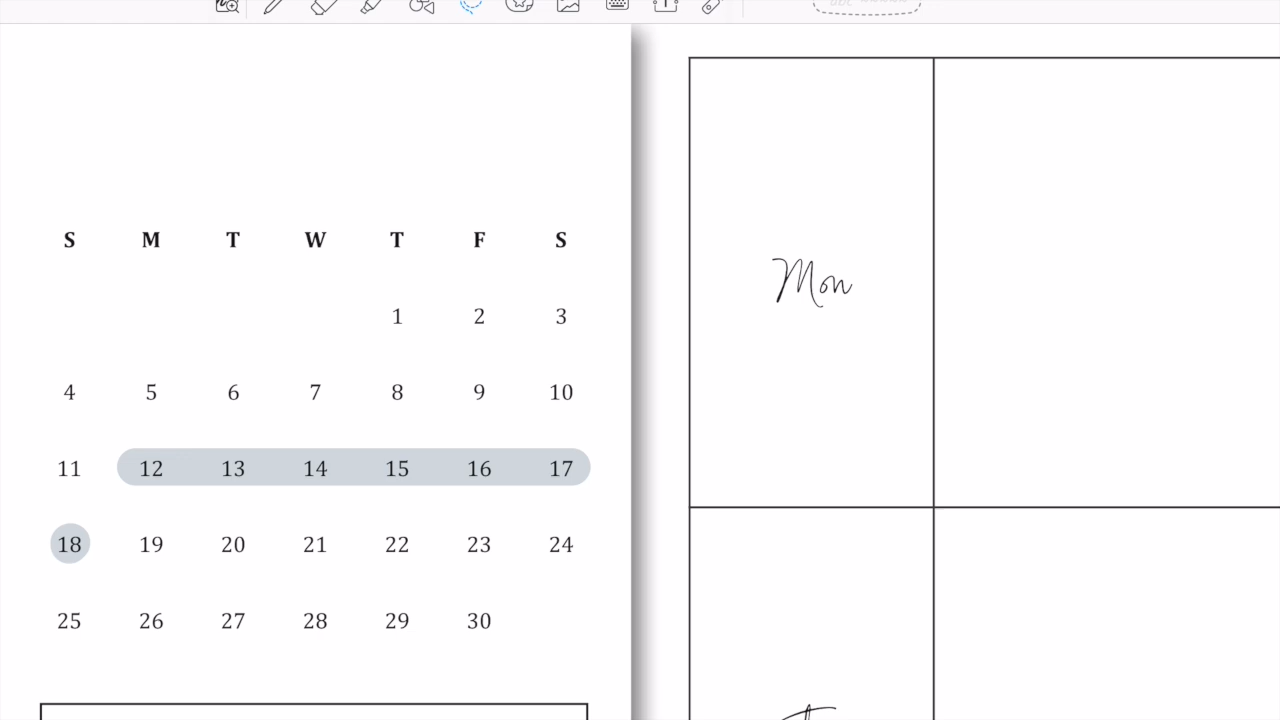 S M T W T F S
1 2 3
4 5 6 7 8 9 10
11 12 13 14 15 16 17
18 19 20 21 22 23 24
25 26 27 28 29 30
Mon